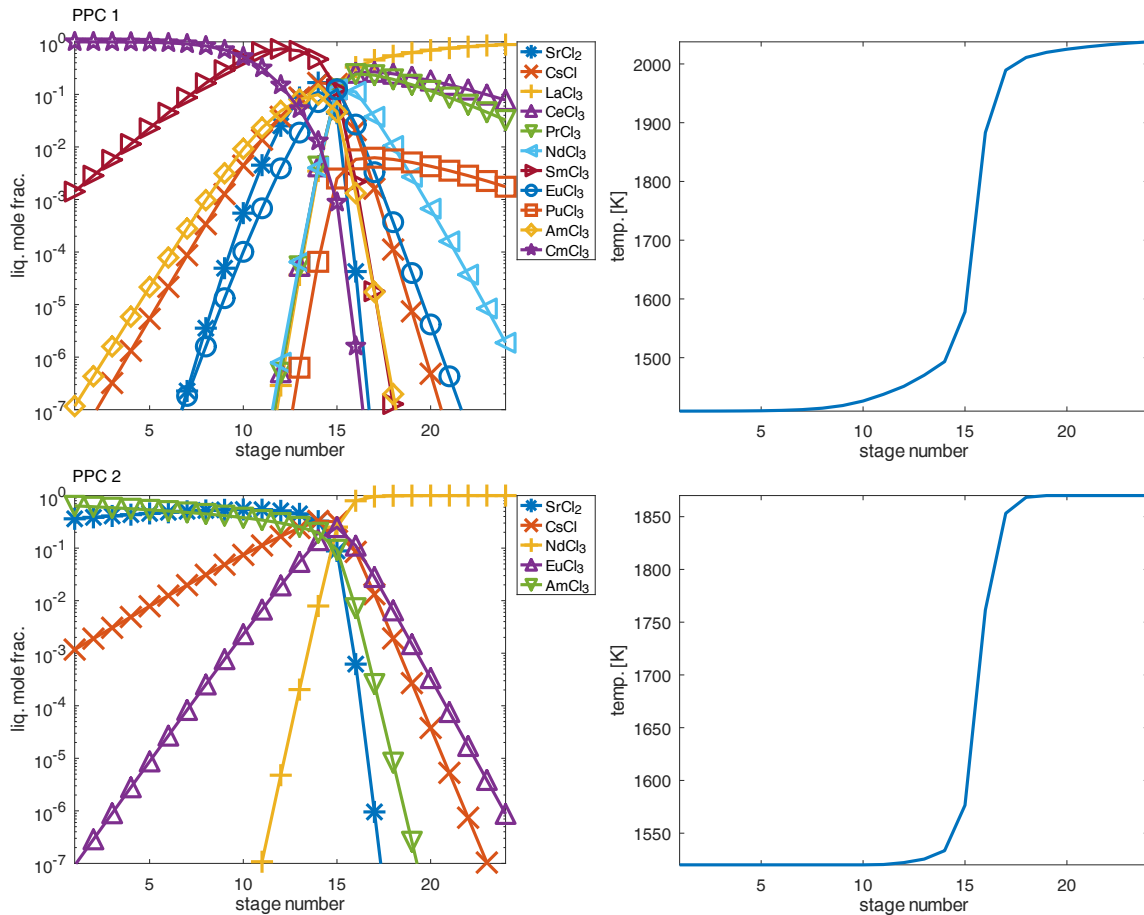 PPC 1
10^0
10^-1
10^-2
10^-3
10^-4
10^-5
10^-6
10^-7
liq. mole frac.
5
10
15
20
stage number
SrCl2
CsCl
LaCl3
CeCl3
PrCl3
NdCl3
SmCl3
EuCl3
PuCl3
AmCl3
CmCl3
2000
1900
1800
1700
1600
1500
temp. [K]
5
10
15
20
stage number
PPC 2
10^0
10^-1
10^-2
10^-3
10^-4
10^-5
10^-6
10^-7
liq. mole frac.
5
10
15
20
stage number
SrCl2
CsCl
NdCl3
EuCl3
AmCl3
1850
1800
1750
1700
1650
1600
1550
temp. [K]
5
10
15
20
stage number